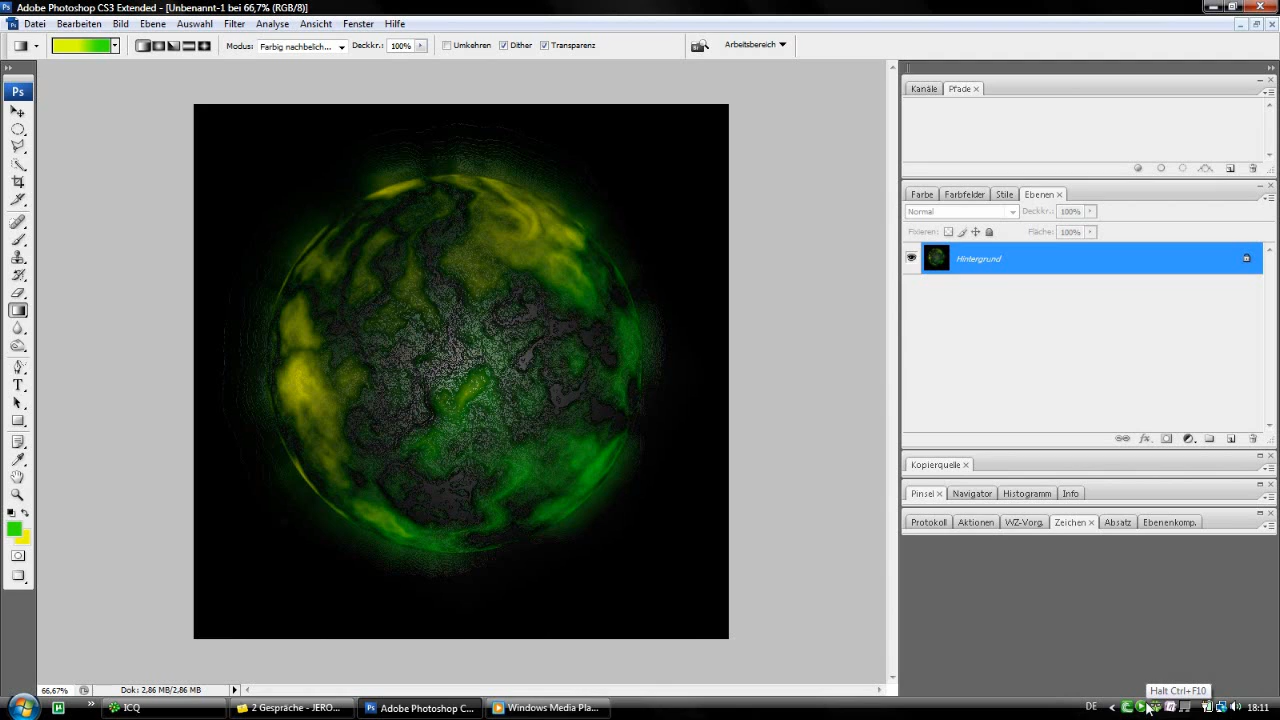 Adobe Photoshop CS3 Extended - [Unbenannt-1 bei 66,7% (RGB/8)]
Datei Bearbeiten Bild Ebene Auswahl Filter Analyse Ansicht Fenster Hilfe
Modus: Farbig nachbelich... Deckkr.: 100% Umkehren Dither Transparenz Arbeitsbereich
Ps
Kanäle Pfade
Farbe Farbfelder Stile Ebenen
Normal Deckkr.: 100%
Fixieren: Fläche: 100%
Hintergrund
Kopierquelle
Pinsel Navigator Histogramm Info
Protokoll Aktionen WZ-Vorg. Zeichen Absatz Ebenenkomp.
66,67% Dok: 2,86 MB/2,86 MB
Halt Ctrl+F10
ICQ 2 Gespräche - JERO... Adobe Photoshop C... Windows Media Pla... DE 18:11